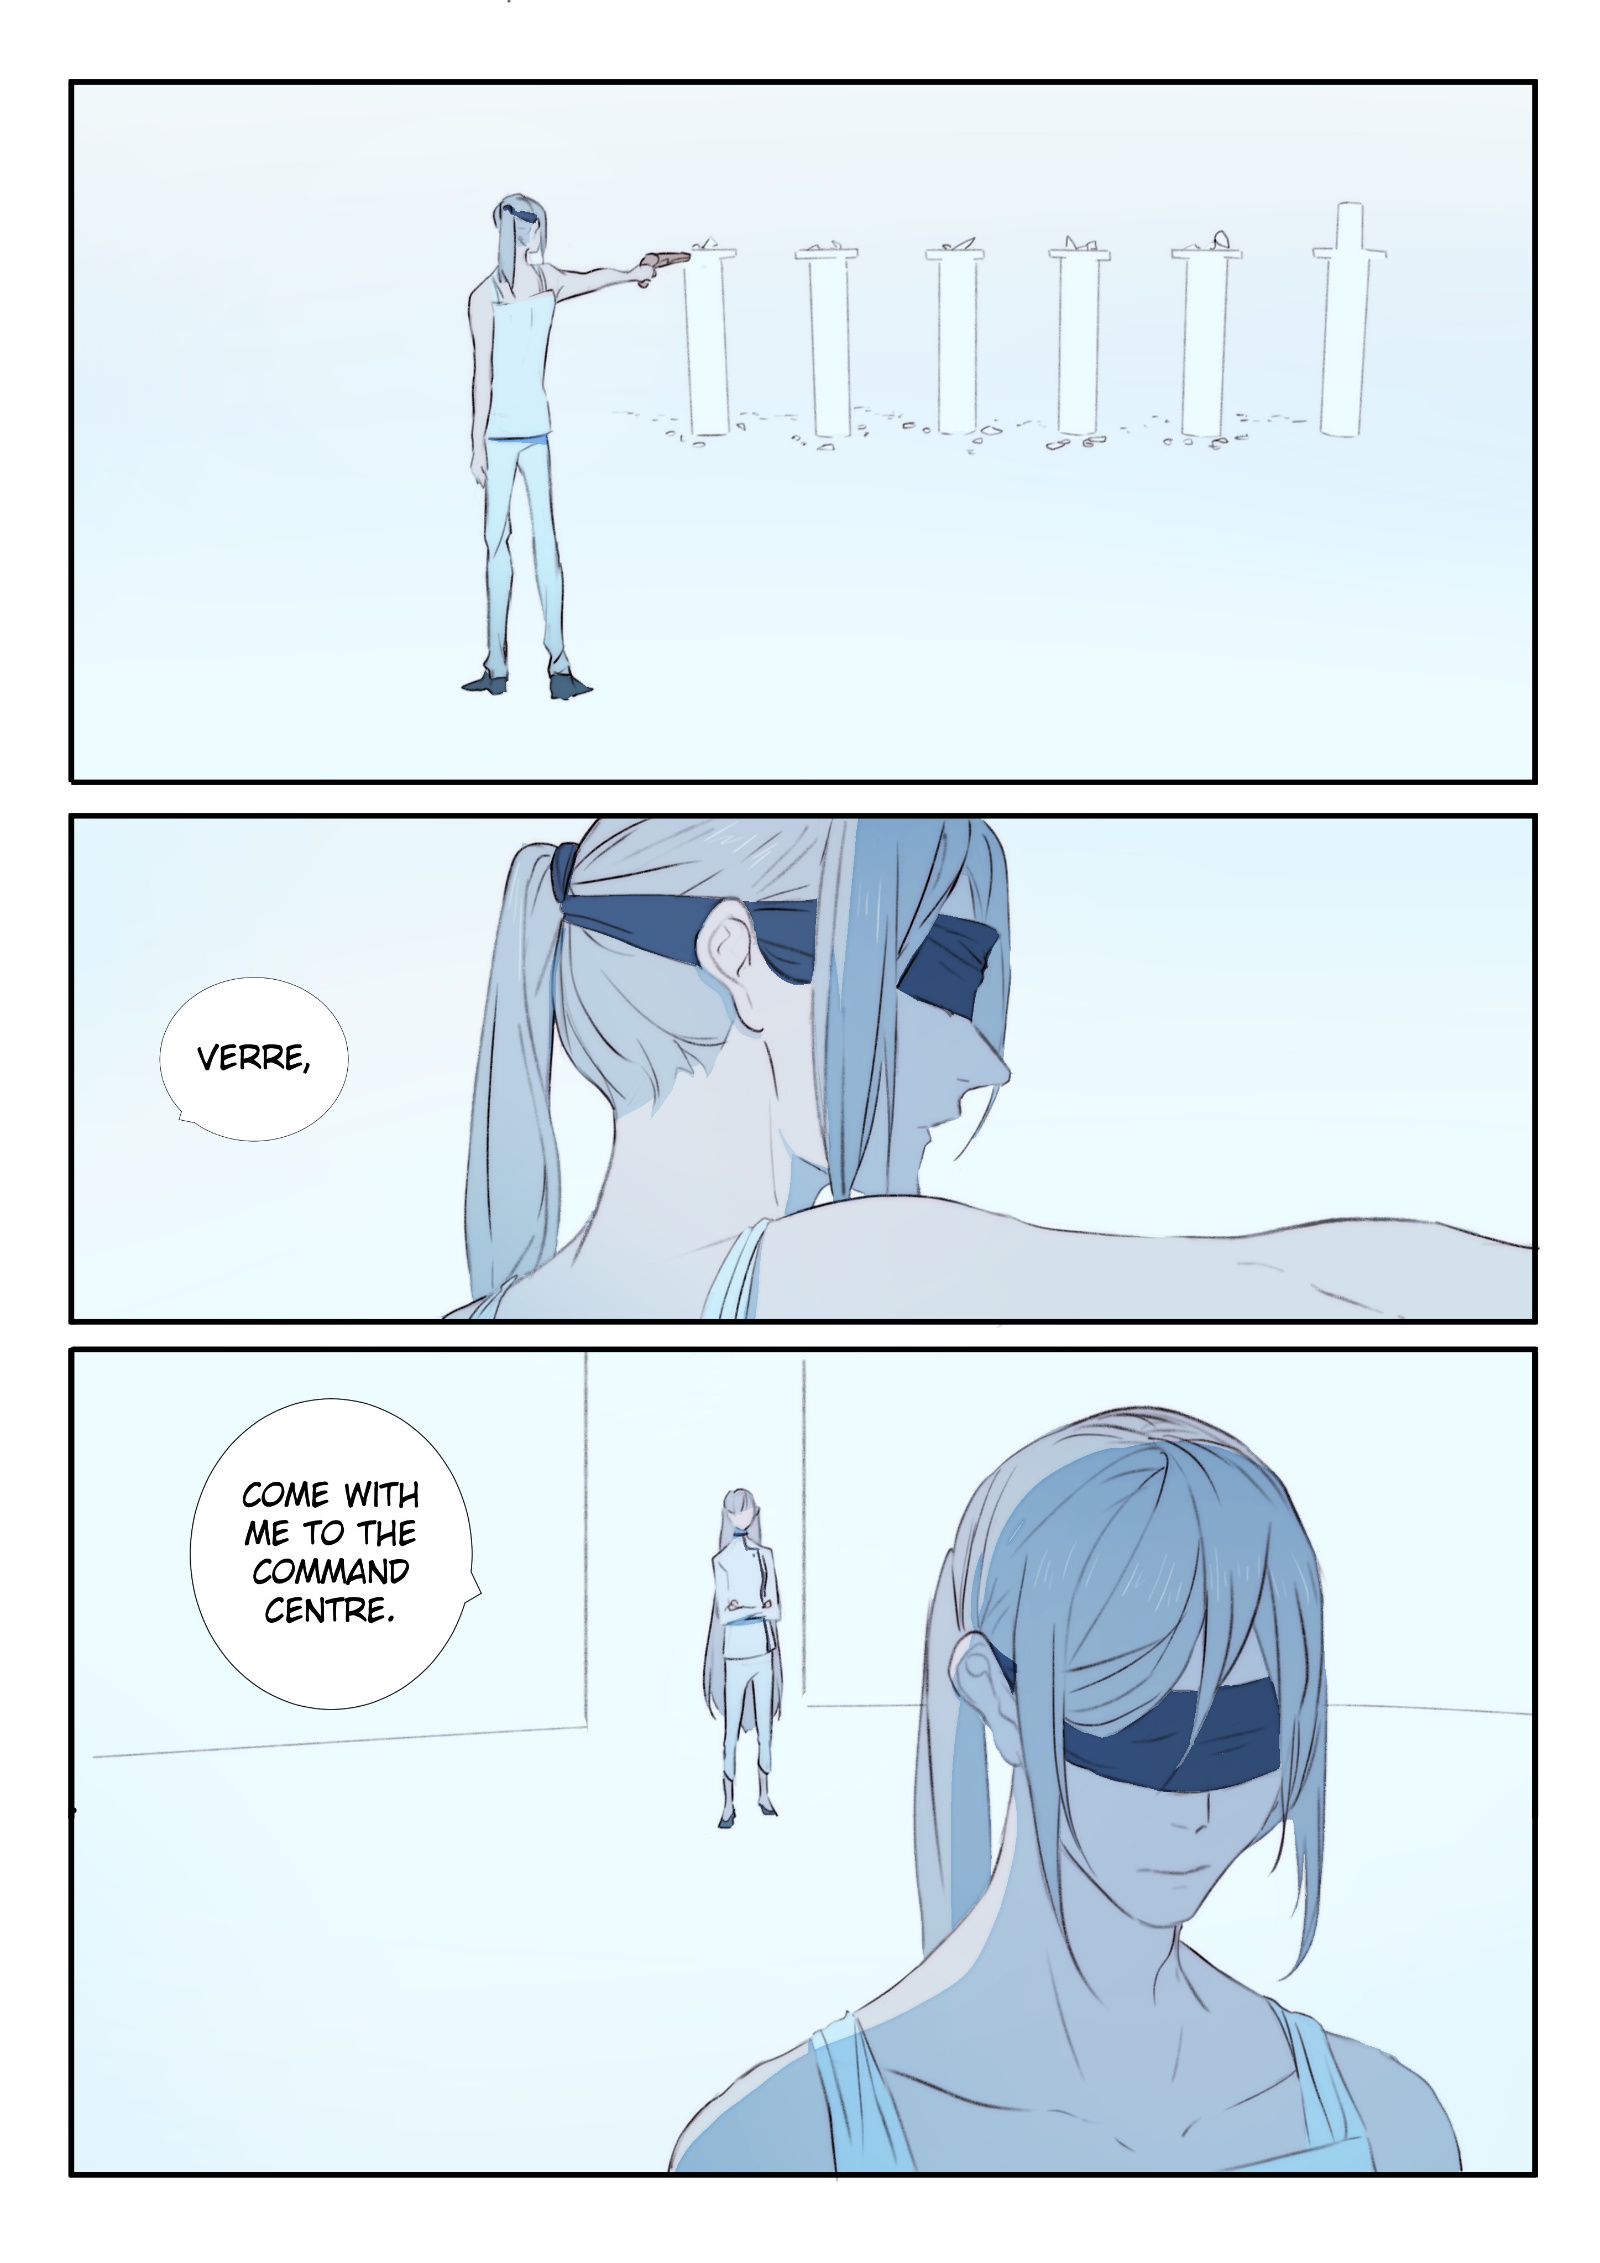 VERRE,
COME WITH
ME TO THE
COMMAND
CENTRE.